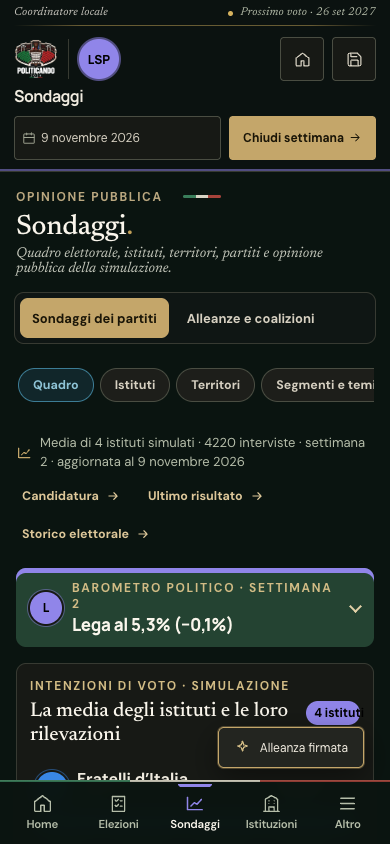 Coordinatore locale
Prossimo voto · 26 set 2027
POLITICANDO
LSP
Sondaggi
9 novembre 2026
Chiudi settimana →
OPINIONE PUBBLICA
Sondaggi.
Quadro elettorale, istituti, territori, partiti e opinione
pubblica della simulazione.
Sondaggi dei partiti
Alleanze e coalizioni
Quadro
Istituti
Territori
Segmenti e temi
Media di 4 istituti simulati · 4220 interviste · settimana
2 · aggiornata al 9 novembre 2026
Candidatura →
Ultimo risultato →
Storico elettorale →
L
BAROMETRO POLITICO · SETTIMANA
2
Lega al 5,3% (−0,1%)
INTENZIONI DI VOTO · SIMULAZIONE
La media degli istituti e le loro
rilevazioni
4 istituti
Alleanza firmata
Fratelli d'Italia
Home
Elezioni
Sondaggi
Istituzioni
Altro